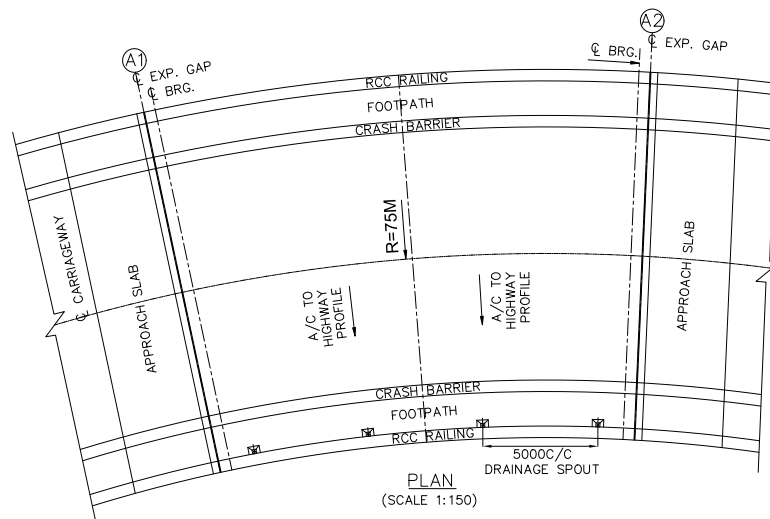 A1
℄ EXP. GAP
℄ BRG.
A2
℄ BRG.
℄ EXP. GAP
RCC RAILING
FOOTPATH
CRASH BARRIER
℄ CARRIAGEWAY
APPROACH SLAB
R=75M
A/C TO
HIGHWAY
PROFILE
A/C TO
HIGHWAY
PROFILE
APPROACH SLAB
CRASH BARRIER
FOOTPATH
RCC RAILING
5000C/C
DRAINAGE SPOUT
PLAN
(SCALE 1:150)